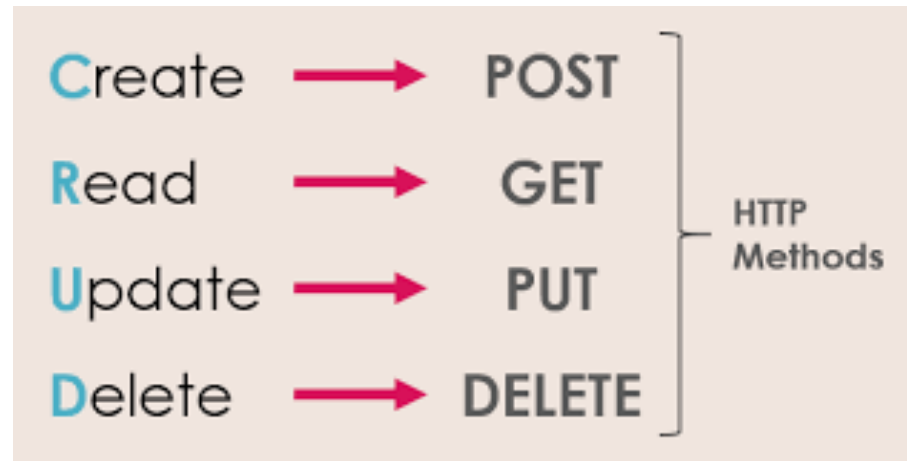 Create POST
Read GET
Update PUT
Delete DELETE
HTTP
Methods